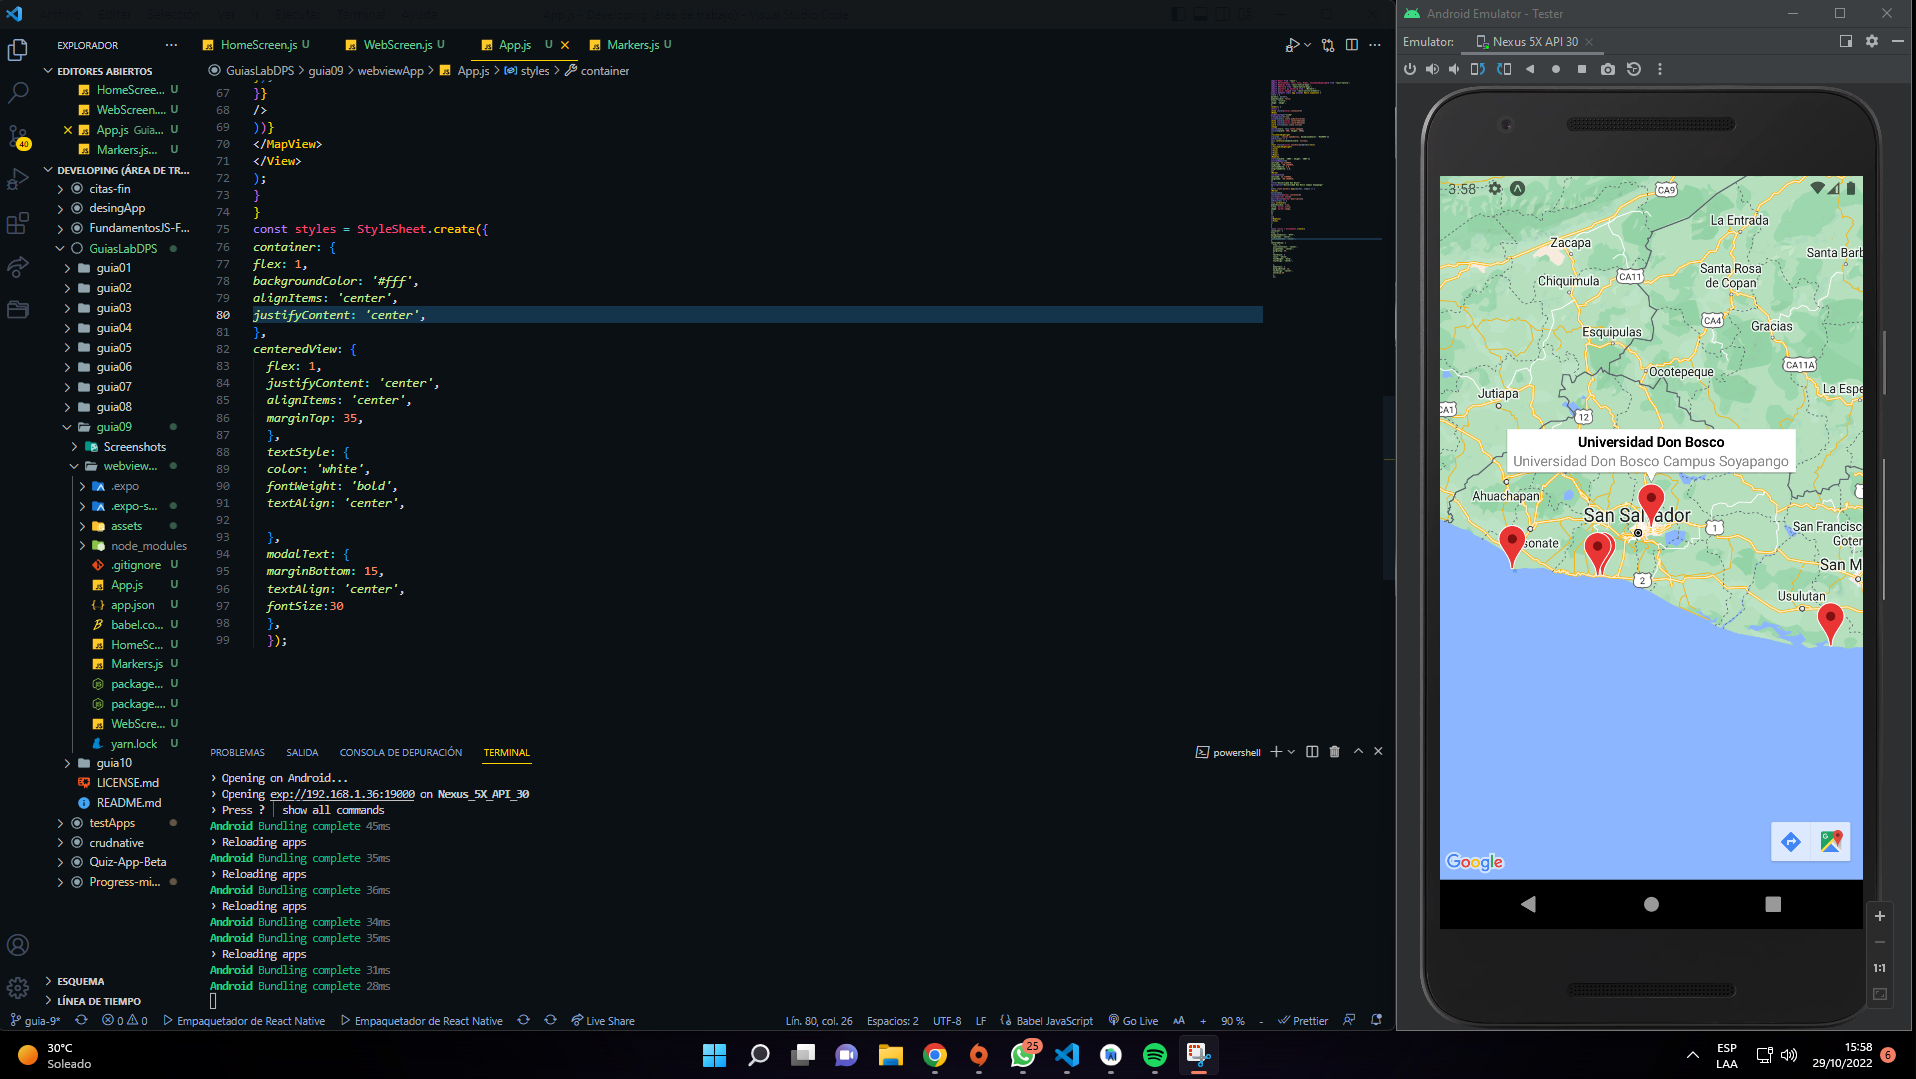 EXPLORADOR
EDITORES ABIERTOS
HomeScree... U
WebScreen.... U
App.js Guia... U
Markers.js... U
DEVELOPING (ÁREA DE TR...
citas-fin
desingApp
FundamentosJS-F...
GuiasLabDPS
guia01
guia02
guia03
guia04
guia05
guia06
guia07
guia08
guia09
Screenshots
webview...
.expo
.expo-s...
assets
node_modules
.gitignore U
App.js U
app.json U
babel.co... U
HomeSc... U
Markers.js U
package... U
package.... U
WebScre... U
yarn.lock U
guia10
LICENSE.md
README.md
testApps
crudnative
Quiz-App-Beta
Progress-mi...
ESQUEMA
LÍNEA DE TIEMPO
40
HomeScreen.js U
WebScreen.js U
App.js U
Markers.js U
GuiasLabDPS > guia09 > webviewApp > App.js > styles > container
67 }}
68 />
69 ))}
70 </MapView>
71 </View>
72 );
73 }
74 }
75 const styles = StyleSheet.create({
76 container: {
77 flex: 1,
78 backgroundColor: '#fff',
79 alignItems: 'center',
80 justifyContent: 'center',
81 },
82 centeredView: {
83 flex: 1,
84 justifyContent: 'center',
85 alignItems: 'center',
86 marginTop: 35,
87 },
88 textStyle: {
89 color: 'white',
90 fontWeight: 'bold',
91 textAlign: 'center',
92
93 },
94 modalText: {
95 marginBottom: 15,
96 textAlign: 'center',
97 fontSize:30
98 },
99 });
PROBLEMAS SALIDA CONSOLA DE DEPURACIÓN TERMINAL
powershell
› Opening on Android...
› Opening exp://192.168.1.36:19000 on Nexus_5X_API_30
› Press ? │ show all commands
Android Bundling complete 45ms
› Reloading apps
Android Bundling complete 35ms
› Reloading apps
Android Bundling complete 36ms
› Reloading apps
Android Bundling complete 34ms
Android Bundling complete 35ms
› Reloading apps
Android Bundling complete 31ms
Android Bundling complete 28ms
guia-9* 0 0 Empaquetador de React Native Empaquetador de React Native Live Share
Lín. 80, col. 26 Espacios: 2 UTF-8 LF Babel JavaScript Go Live AA + 90 % - Prettier
Android Emulator - Tester
Emulator: Nexus 5X API 30
3:58
CA9
La Entrada
Zacapa
Santa Barb
CA11
Chiquimula
Santa Rosa
de Copan
CA4
Gracias
Esquipulas
CA11A
Ocotepeque
La Espe
Jutiapa
CA1
12
Universidad Don Bosco
Universidad Don Bosco Campus Soyapango
Ahuachapan
San Sal ador
1
San Francisc
Goter
sonate
San M
2
Usulutan
Google
1:1
30°C
Soleado
25
ESP
LAA
15:58
29/10/2022
6